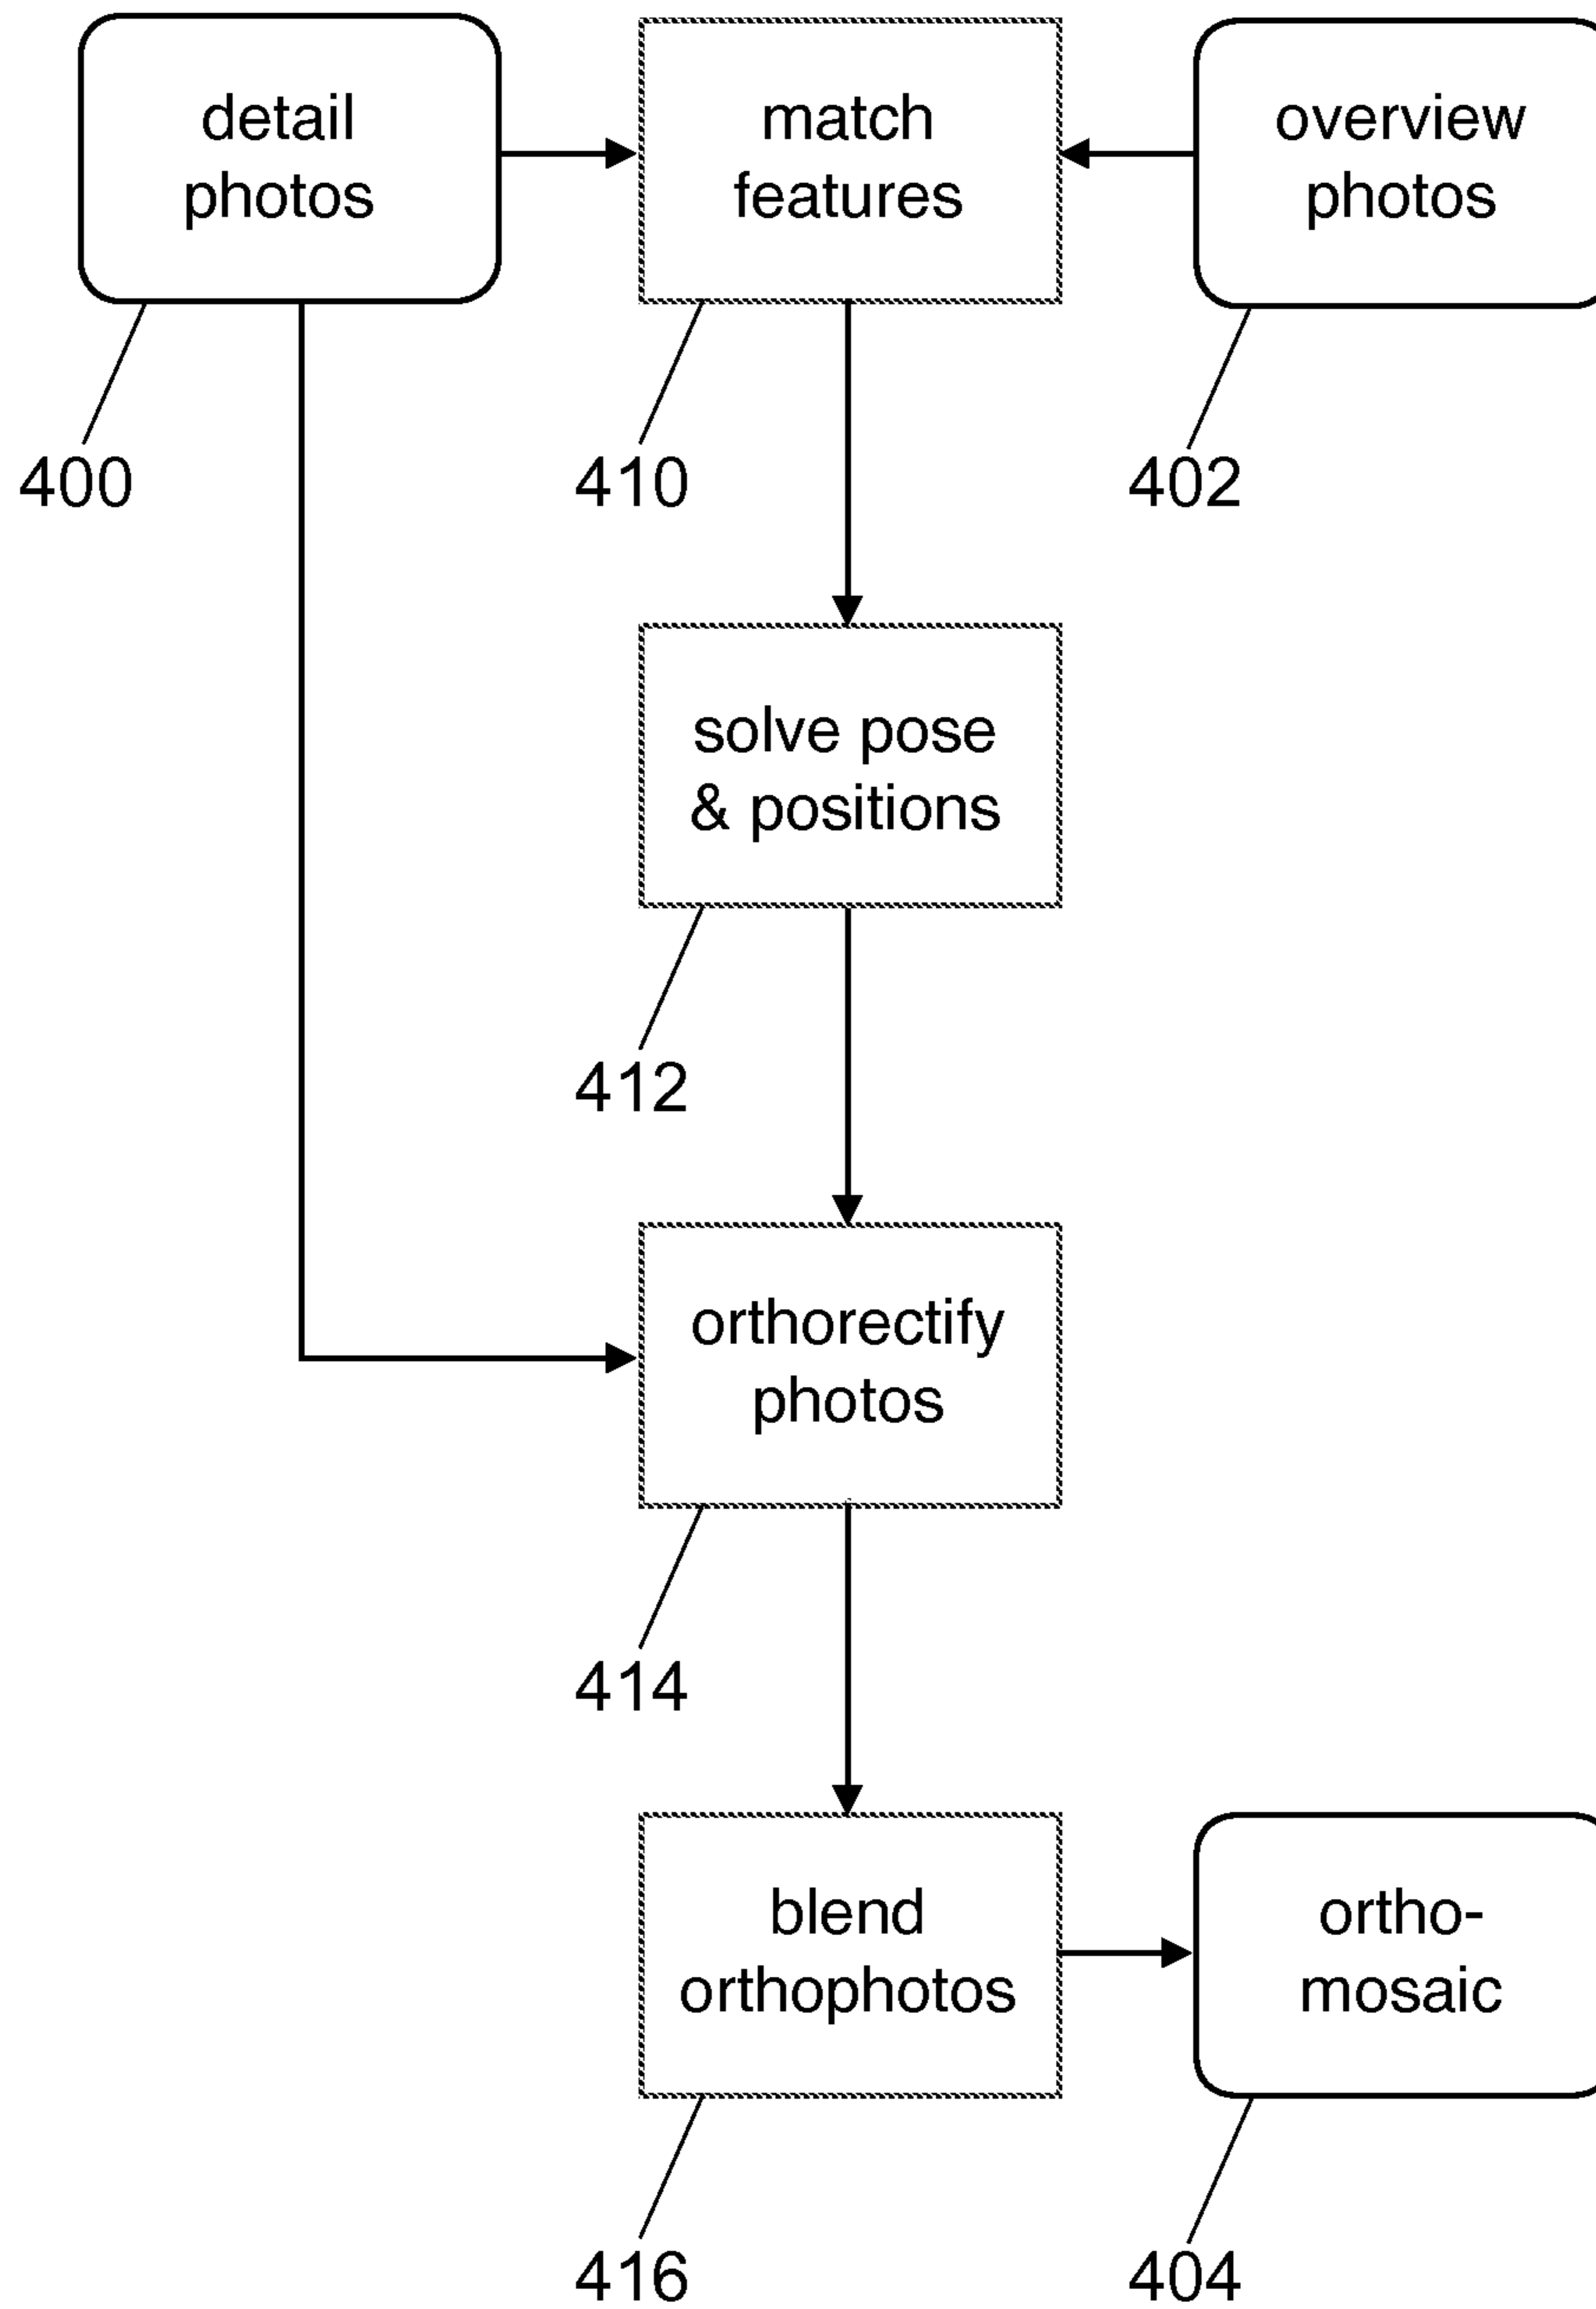 detail
photos
match
features
overview
photos
400
410
402
solve pose
& positions
412
orthorectify
photos
414
blend
orthophotos
ortho-
mosaic
416
404